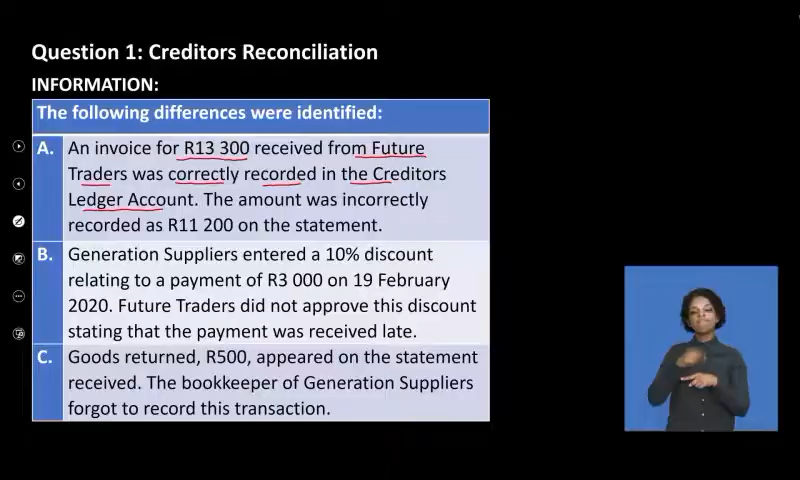 Question 1: Creditors Reconciliation
INFORMATION:
The following differences were identified:
A. An invoice for R13 300 received from Future
Traders was correctly recorded in the Creditors
Ledger Account. The amount was incorrectly
recorded as R11 200 on the statement.
B. Generation Suppliers entered a 10% discount
relating to a payment of R3 000 on 19 February
2020. Future Traders did not approve this discount
stating that the payment was received late.
C. Goods returned, R500, appeared on the statement
received. The bookkeeper of Generation Suppliers
forgot to record this transaction.